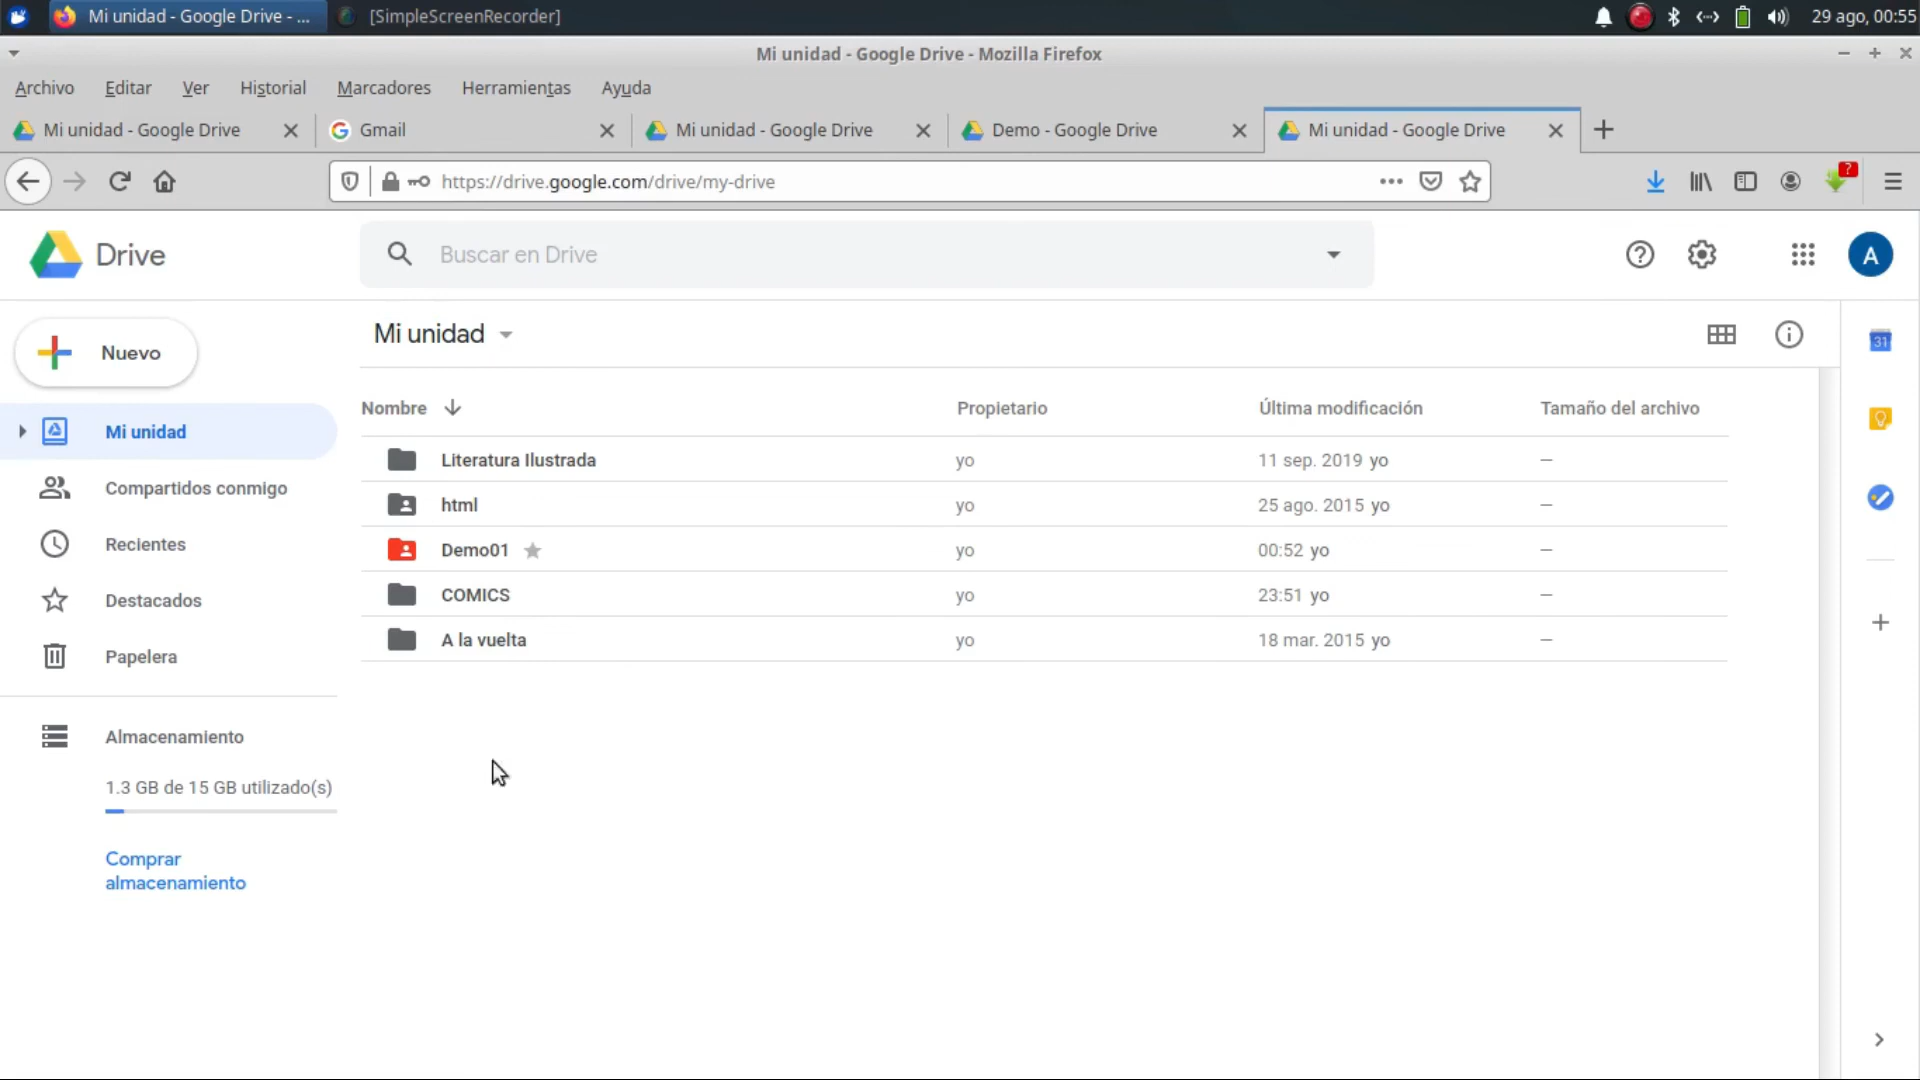 Mi unidad - Google Drive - ... [SimpleScreenRecorder] ? 29 ago, 00:55
Mi unidad - Google Drive - Mozilla Firefox
Archivo Editar Ver Historial Marcadores Herramientas Ayuda
Mi unidad - Google Drive Gmail Mi unidad - Google Drive Demo - Google Drive Mi unidad - Google Drive
https://drive.google.com/drive/my-drive
Drive Buscar en Drive A
Nuevo Mi unidad
31
Nombre Propietario Última modificación Tamaño del archivo
Mi unidad
Literatura Ilustrada yo 11 sep. 2019 yo —
Compartidos conmigo
html yo 25 ago. 2015 yo —
Recientes
Demo01 yo 00:52 yo —
Destacados
COMICS yo 23:51 yo —
Papelera
A la vuelta yo 18 mar. 2015 yo —
Almacenamiento
1.3 GB de 15 GB utilizado(s)
Comprar
almacenamiento